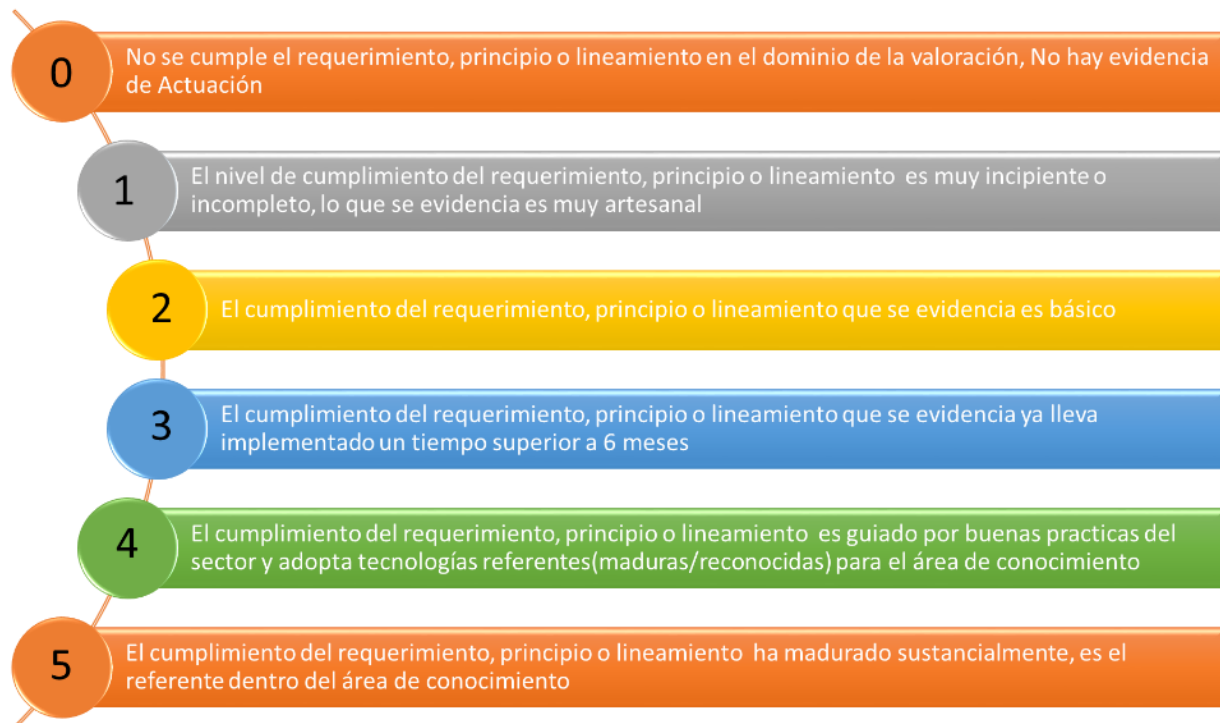 0
No se cumple el requerimiento, principio o lineamiento en el dominio de la valoración, No hay evidencia
de Actuación
1
El nivel de cumplimiento del requerimiento, principio o lineamiento es muy incipiente o
incompleto, lo que se evidencia es muy artesanal
2
El cumplimiento del requerimiento, principio o lineamiento que se evidencia es básico
3
El cumplimiento del requerimiento, principio o lineamiento que se evidencia ya lleva
implementado un tiempo superior a 6 meses
4
El cumplimiento del requerimiento, principio o lineamiento es guiado por buenas practicas del
sector y adopta tecnologías referentes(maduras/reconocidas) para el área de conocimiento
5
El cumplimiento del requerimiento, principio o lineamiento ha madurado sustancialmente, es el
referente dentro del área de conocimiento